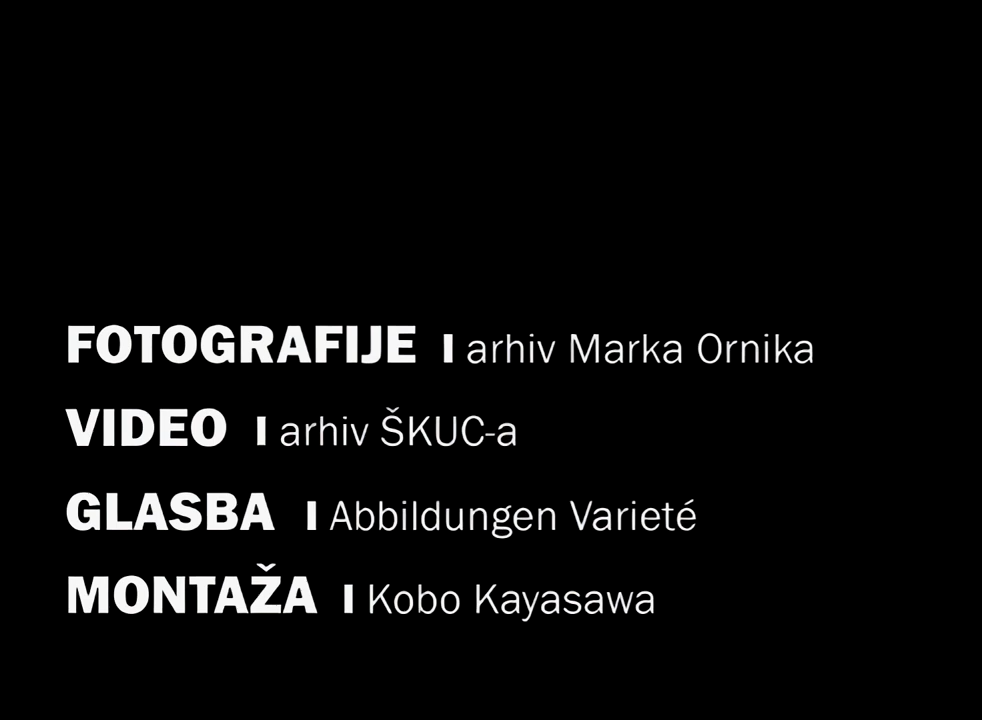 FOTOGRAFIJE I arhiv Marka Ornika
VIDEO I arhiv ŠKUC-a
GLASBA I Abbildungen Varieté
MONTAŽA I Kobo Kayasawa